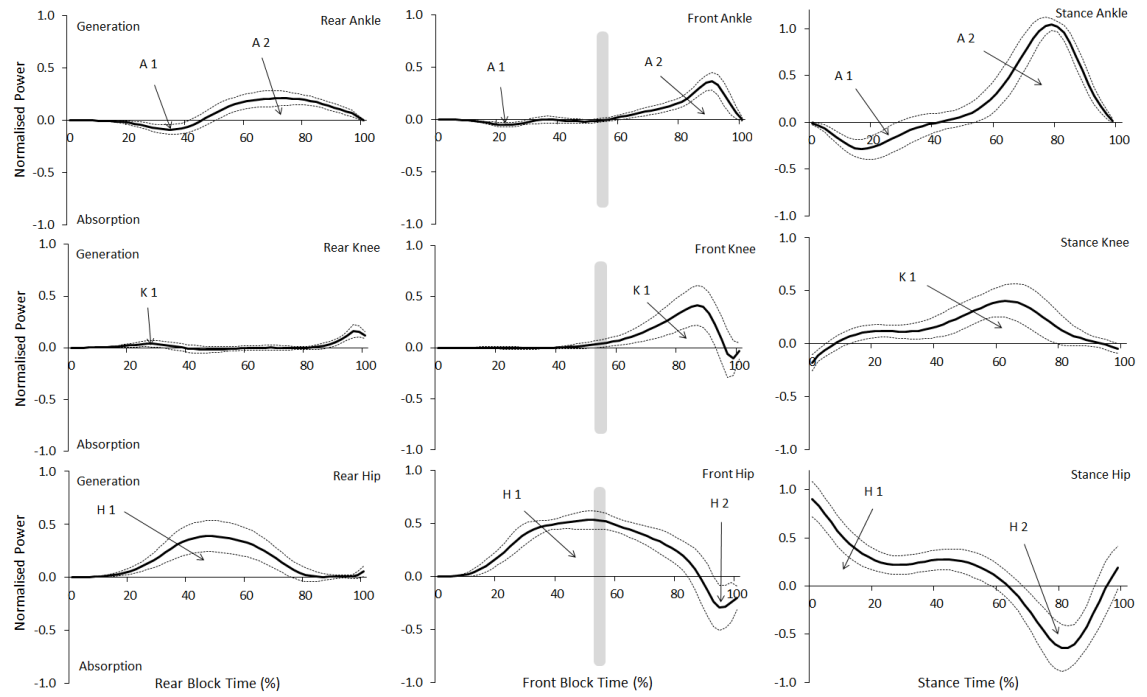 Rear Ankle
Generation
Normalised Power
1.0
0.5
0.0
-0.5
-1.0
A 1
A 2
0 20 40 60 80 100
Absorption
Front Ankle
1.0
0.5
0.0
-0.5
-1.0
A 1
A 2
0 20 40 60 80 100
Stance Ankle
1.0
0.5
0.0
-0.5
-1.0
A 1
A 2
0 20 40 60 80 100
Rear Knee
Generation
Normalised Power
1.0
0.5
0.0
-0.5
-1.0
K 1
0 20 40 60 80 100
Absorption
Front Knee
1.0
0.5
0.0
-0.5
-1.0
K 1
0 20 40 60 80 100
Stance Knee
1.0
0.5
0.0
-0.5
-1.0
K 1
0 20 40 60 80 100
Rear Hip
Generation
Normalised Power
1.0
0.5
0.0
-0.5
-1.0
H 1
0 20 40 60 80 100
Absorption
Rear Block Time (%)
Front Hip
1.0
0.5
0.0
-0.5
-1.0
H 1
H 2
0 20 40 60 80 100
Front Block Time (%)
Stance Hip
1.0
0.5
0.0
-0.5
-1.0
H 1
H 2
0 20 40 60 80 100
Stance Time (%)